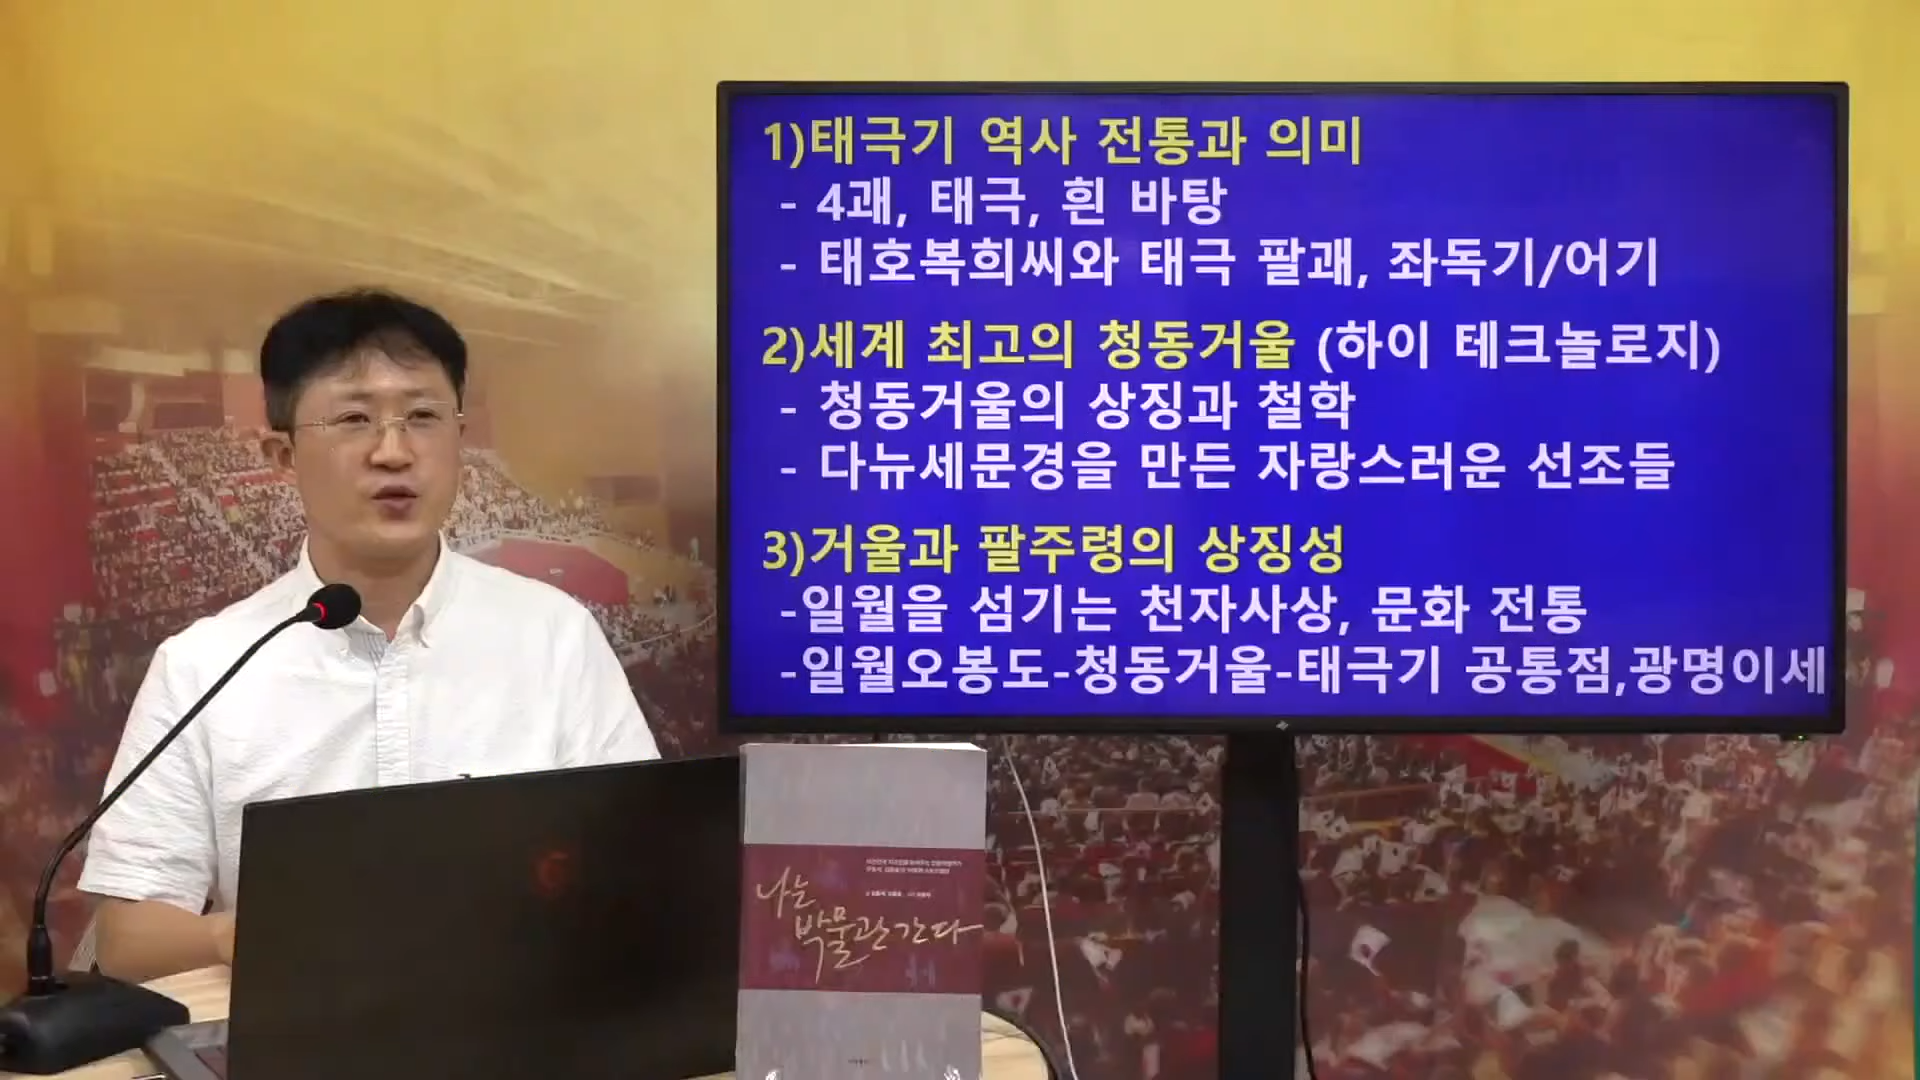 1)태극기 역사 전통과 의미
- 4괘, 태극, 흰 바탕
- 태호복희씨와 태극 팔괘, 좌독기/어기
2)세계 최고의 청동거울 (하이 테크놀로지)
- 청동거울의 상징과 철학
- 다뉴세문경을 만든 자랑스러운 선조들
3)거울과 팔주령의 상징성
-일월을 섬기는 천자사상, 문화 전통
-일월오봉도-청동거울-태극기 공통점,광명이세
나는
박물관 간다